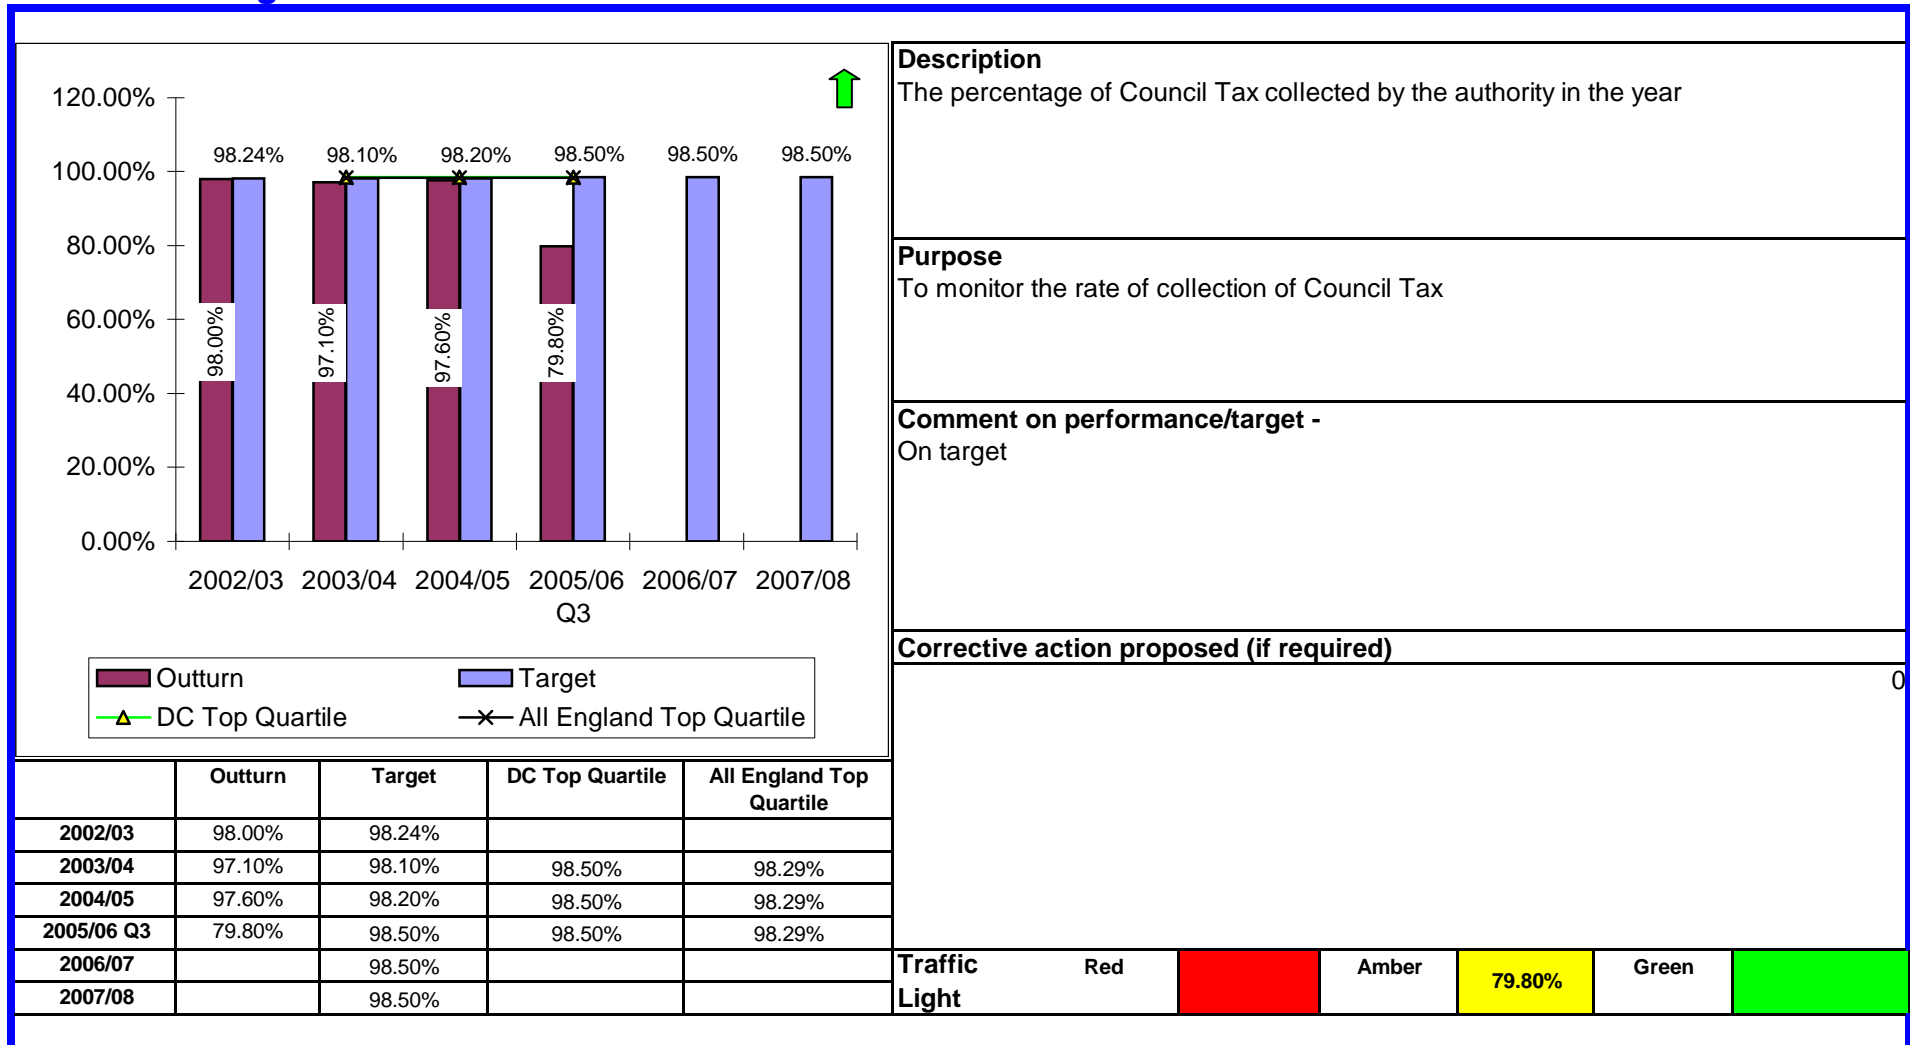 120.00%
100.00%
80.00%
60.00%
40.00%
20.00%
0.00%
98.24% 98.10% 98.20% 98.50% 98.50% 98.50%
98.00% 97.10% 97.60% 79.80%
2002/03 2003/04 2004/05 2005/06 2006/07 2007/08
Q3
Outturn Target
DC Top Quartile All England Top Quartile
Outturn Target DC Top Quartile All England Top
Quartile
2002/03 98.00% 98.24%
2003/04 97.10% 98.10% 98.50% 98.29%
2004/05 97.60% 98.20% 98.50% 98.29%
2005/06 Q3 79.80% 98.50% 98.50% 98.29%
2006/07 98.50%
2007/08 98.50%
Description
The percentage of Council Tax collected by the authority in the year
Purpose
To monitor the rate of collection of Council Tax
Comment on performance/target -
On target
Corrective action proposed (if required)
0
Traffic Red Amber 79.80% Green
Light